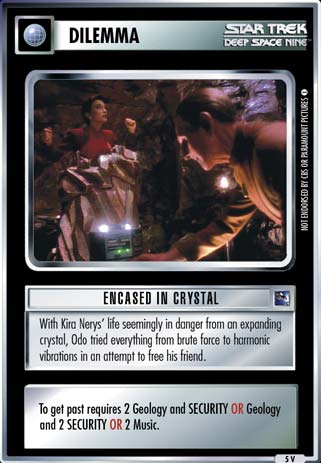 DILEMMA
STAR TREK
DEEP SPACE NINE™
NOT ENDORSED BY CBS OR PARAMOUNT PICTURES
ENCASED IN CRYSTAL
With Kira Nerys' life seemingly in danger from an expanding
crystal, Odo tried everything from brute force to harmonic
vibrations in an attempt to free his friend.
To get past requires 2 Geology and SECURITY OR Geology
and 2 SECURITY OR 2 Music.
5 V